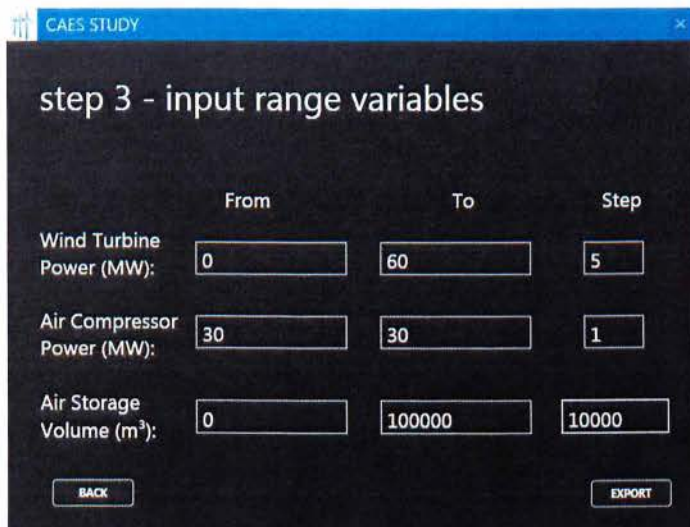 CAES STUDY
step 3 - input range variables
From To Step
Wind Turbine
Power (MW): 0 60 5
Air Compressor
Power (MW): 30 30 1
Air Storage
Volume (m³): 0 100000 10000
BACK EXPORT